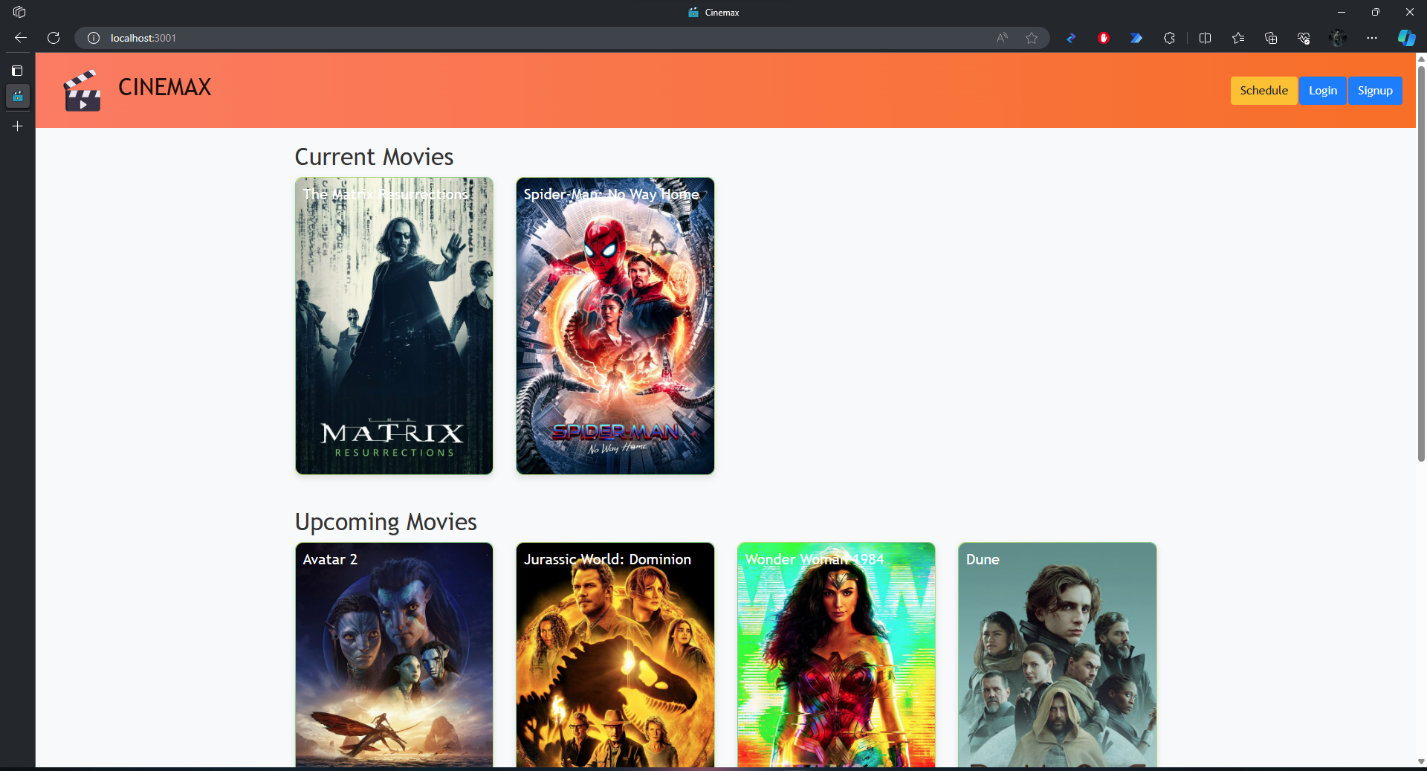 Cinemax
localhost:3001
CINEMAX
Schedule
Login
Signup
Current Movies
The Matrix Resurrections
Spider-Man: No Way Home
THE
MATRIX
RESURRECTIONS
SPIDER-MAN
No Way Home
Upcoming Movies
Avatar 2
Jurassic World: Dominion
Wonder Woman 1984
Dune